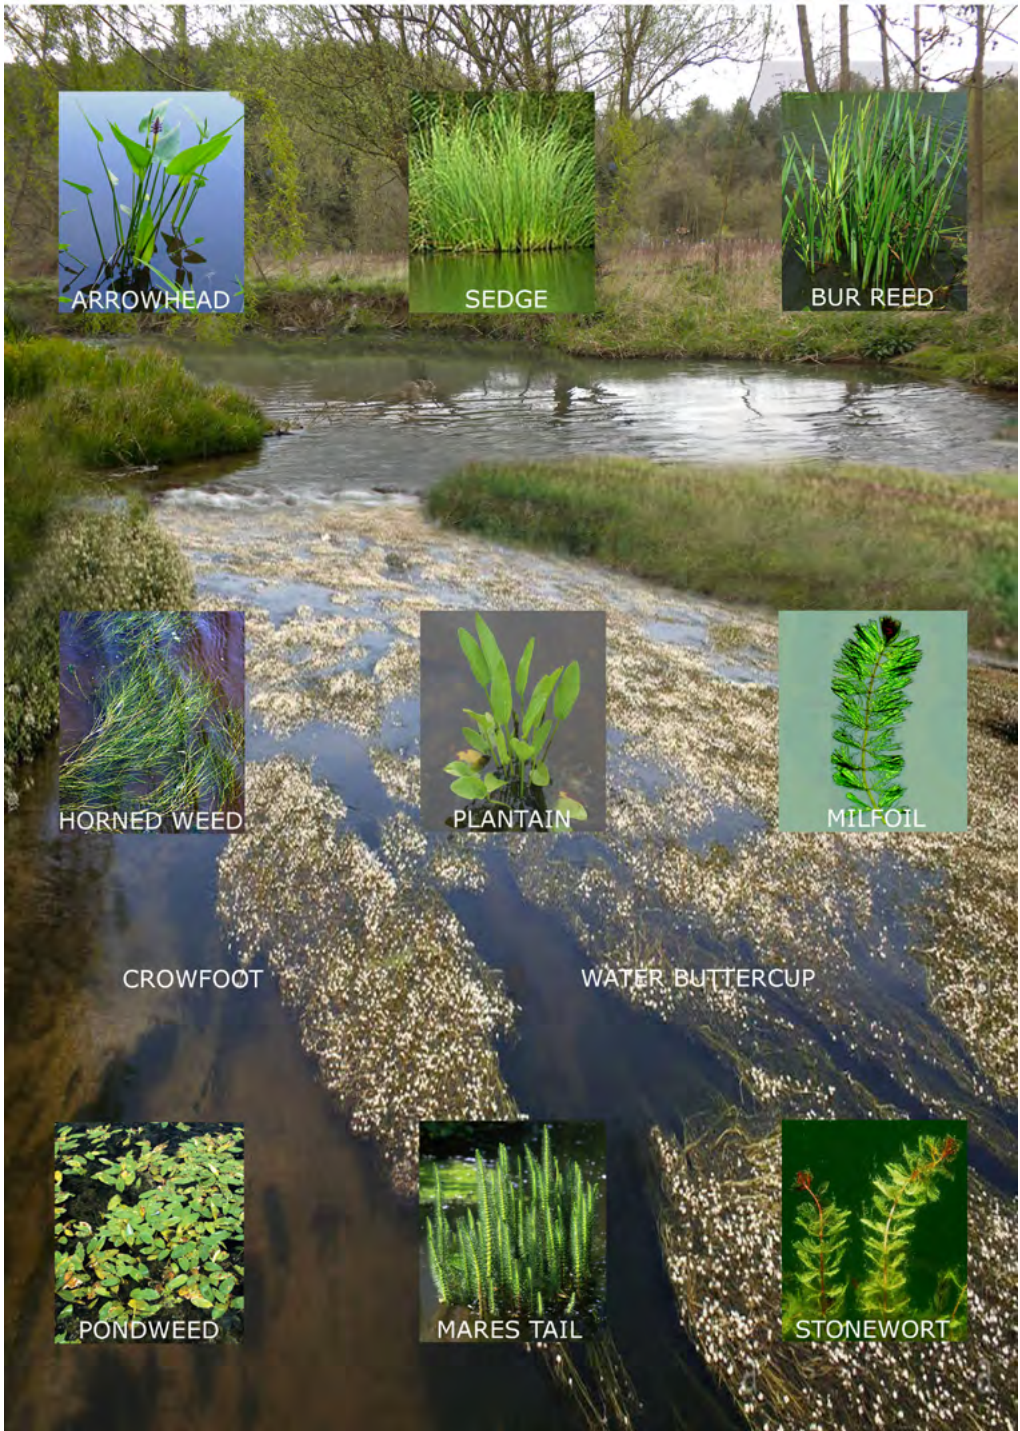 ARROWHEAD
SEDGE
BUR REED
HORNED WEED
PLANTAIN
MILFOIL
CROWFOOT
WATER BUTTERCUP
PONDWEED
MARES TAIL
STONEWORT